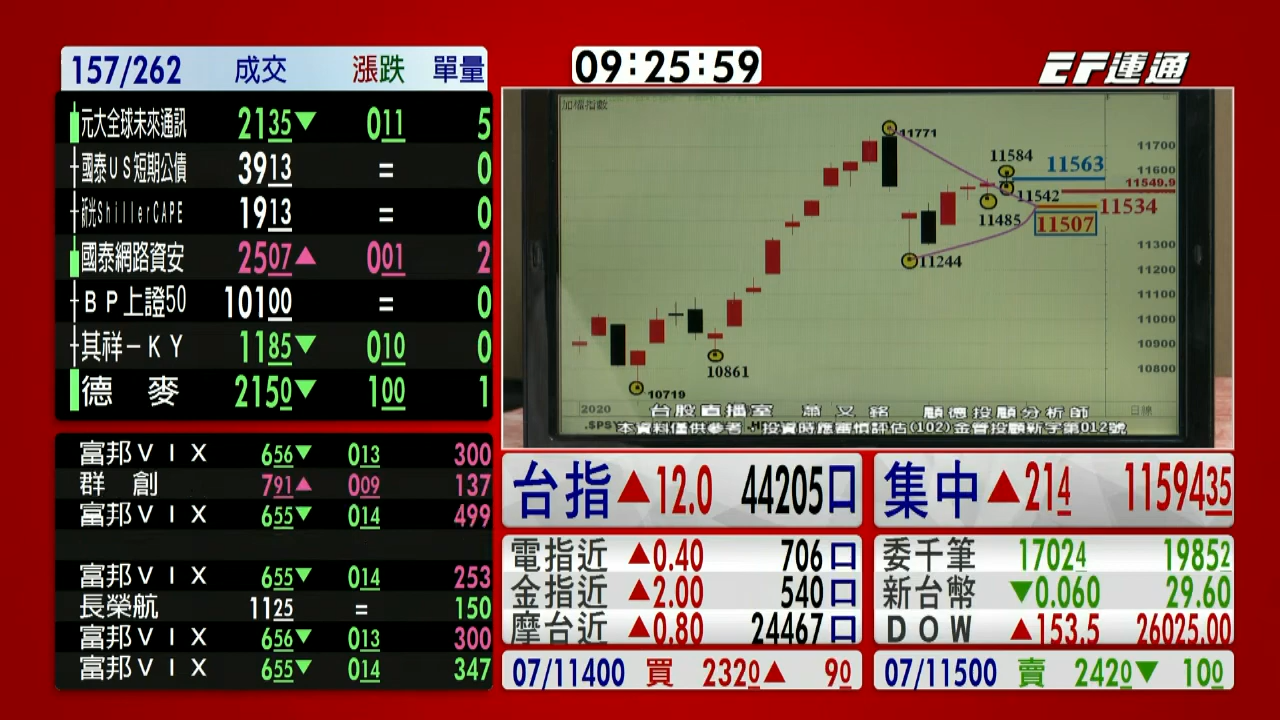 157/262 成交 漲跌 單量
元大全球未來通訊 2135▼ 011 5
國泰US短期公債 3913 = 0
新光ShillerCAPE 1913 = 0
國泰網路資安 2507▲ 001 2
BP上證50 10100 = 0
其祥－KY 1185▼ 010 0
德麥 2150▼ 100 1
富邦VIX 656▼ 013 300
群創 791▲ 009 137
富邦VIX 655▼ 014 499
富邦VIX 655▼ 014 253
長榮航 1125 = 150
富邦VIX 656▼ 013 300
富邦VIX 655▼ 014 347
09:25:59
EF運通
加權指數
11771
11584
11563
11542
11485
11549.9
11534
11507
11244
10861
10719
11700
11600
11300
11200
11100
11000
10900
10800
2020
日線
台股直播室 蕭又銘 顧德投顧分析師
.$PS
本資料僅供參考，投資時應審慎評估(102)金管投顧新字第012號
台指▲12.0 44205口
電指近 ▲0.40 706口
金指近 ▲2.00 540口
摩台近 ▲0.80 24467口
07/11400 買 2320▲ 90
集中▲214 1159435
委千筆 17024 19852
新台幣 ▼0.060 29.60
DOW ▲153.5 26025.00
07/11500 賣 2420▼ 100